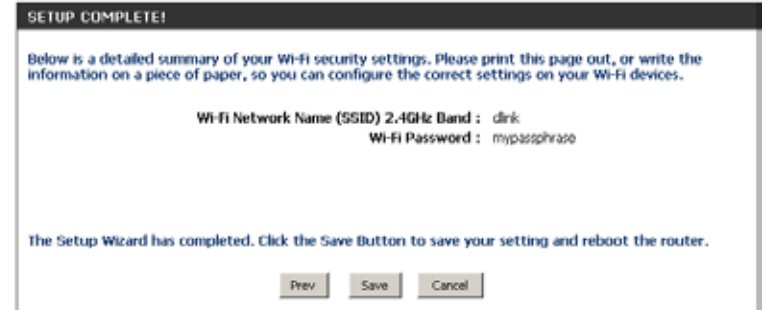 SETUP COMPLETE!
Below is a detailed summary of your Wi-Fi security settings. Please print this page out, or write the
information on a piece of paper, so you can configure the correct settings on your Wi-Fi devices.
Wi-Fi Network Name (SSID) 2.4GHz Band : dlink
Wi-Fi Password : mypassphrase
The Setup Wizard has completed. Click the Save Button to save your setting and reboot the router.
Prev Save Cancel